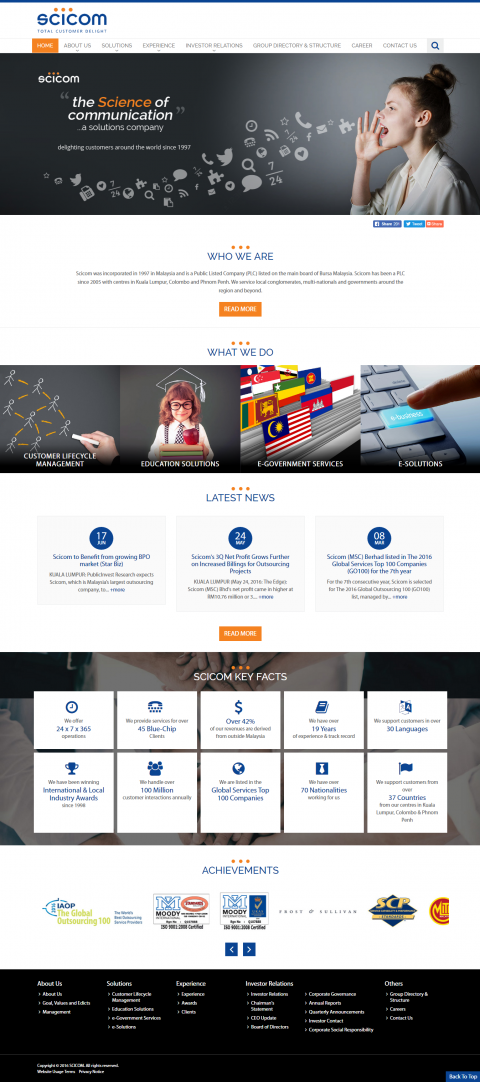 scicom
TOTAL CUSTOMER DELIGHT
HOME ABOUT US SOLUTIONS EXPERIENCE INVESTOR RELATIONS GROUP DIRECTORY & STRUCTURE CAREER CONTACT US
scicom
“ the Science of
communication ”
...a solutions company
delighting customers around the world since 1997
7
24
7
24
Share Tweet Share
WHO WE ARE
Scicom was incorporated in 1997 in Malaysia and is a Public Listed Company (PLC) listed on the main board of Bursa Malaysia. Scicom has been a PLC
since 2005 with centres in Kuala Lumpur, Colombo and Phnom Penh. We service local conglomerates, multi-nationals and governments around the
region and beyond.
READ MORE
WHAT WE DO
e-business
CUSTOMER LIFECYCLE
MANAGEMENT
EDUCATION SOLUTIONS
E-GOVERNMENT SERVICES
E-SOLUTIONS
LATEST NEWS
17
JUN
Scicom to Benefit from growing BPO
market (Star Biz)
KUALA LUMPUR: PublicInvest Research expects
Scicom, which is Malaysia's largest outsourcing
company, to... +more
24
MAY
Scicom's 3Q Net Profit Grows Further
on Increased Billings for Outsourcing
Projects
KUALA LUMPUR (May 24, 2016: The Edges
Scicom (MSC) Bhd's net profit came in higher at
RM10.76 million or 3.... +more
08
MAR
Scicom (MSC) Berhad listed in The 2016
Global Services Top 100 Companies
(GO100) for the 7th year
For the 7th consecutive year, Scicom is selected
for The 2016 Global Outsourcing 100 (GO100)
list, managed by... +more
READ MORE
SCICOM KEY FACTS
We offer
24 x 7 x 365
operations
We provide services for over
45 Blue-Chip
Clients
Over 42%
of our revenues are derived
from outside Malaysia
We have over
19 Years
of experience & track record
We support customers in over
30 Languages
We have been winning
International & Local
Industry Awards
since 1998
We handle over
100 Million
customer interactions annually
We are listed in the
Global Services Top
100 Companies
We have over
70 Nationalities
working for us
We support customers from
over
37 Countries
from our centres in Kuala
Lumpur, Colombo & Phnom
Penh
ACHIEVEMENTS
IAOP
The Global
Outsourcing 100
The World's
Best Outsourcing
Service Providers
MOODY
INTERNATIONAL
ISO 9001:2008 Certified
MOODY
INTERNATIONAL
ISO 9001:2008 Certified
FROST & SULLIVAN
SCP
STANDARDS
About Us
About Us
Goal, Values and Edicts
Management
Solutions
Customer Lifecycle
Management
Education Solutions
e-Government Services
e-Solutions
Experience
Experience
Awards
Clients
Investor Relations
Investor Relations
Chairman's
Statement
CEO Update
Board of Directors
Corporate Governance
Annual Reports
Quarterly Announcements
Investor Contact
Corporate Social Responsibility
Others
Group Directory &
Structure
Careers
Contact Us
Copyright © 2016 SCICOM. All rights reserved.
Website Usage Terms Privacy Notice
Back To Top